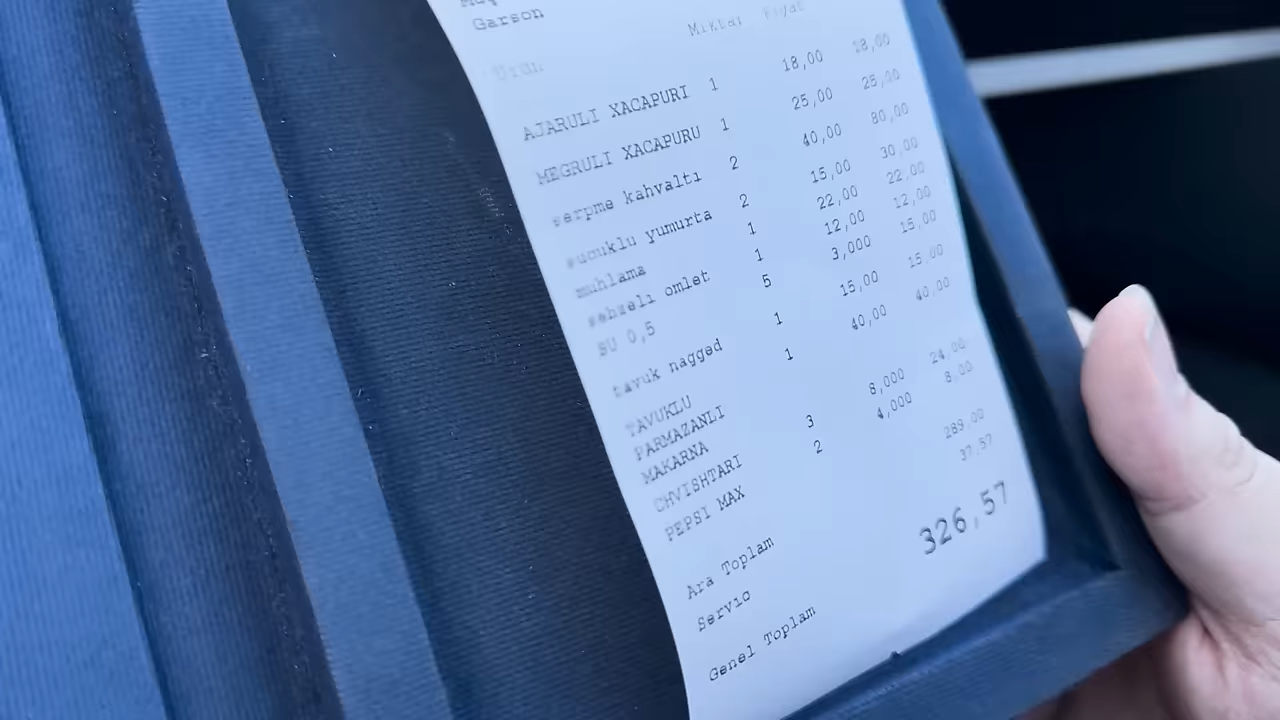 Garson
Miktar Fiyat
Ürün
AJARULI XACAPURI 1 18,00 18,00
MEGRULI XACAPURU 1 25,00 25,00
serpme kahvaltı 2 40,00 80,00
sucuklu yumurta 2 15,00 30,00
muhlama 1 22,00 22,00
sebzeli omlet 1 12,00 12,00
SU 0,5 5 3,000 15,00
tavuk nagged 1 15,00 15,00
TAVUKLU 1 40,00 40,00
PARMAZANLI
MAKARNA
CHVISHTARI 3 8,000 24,00
PEPSI MAX 2 4,000 8,00
Ara Toplam 289,00
Servic 37,57
Genel Toplam 326,57